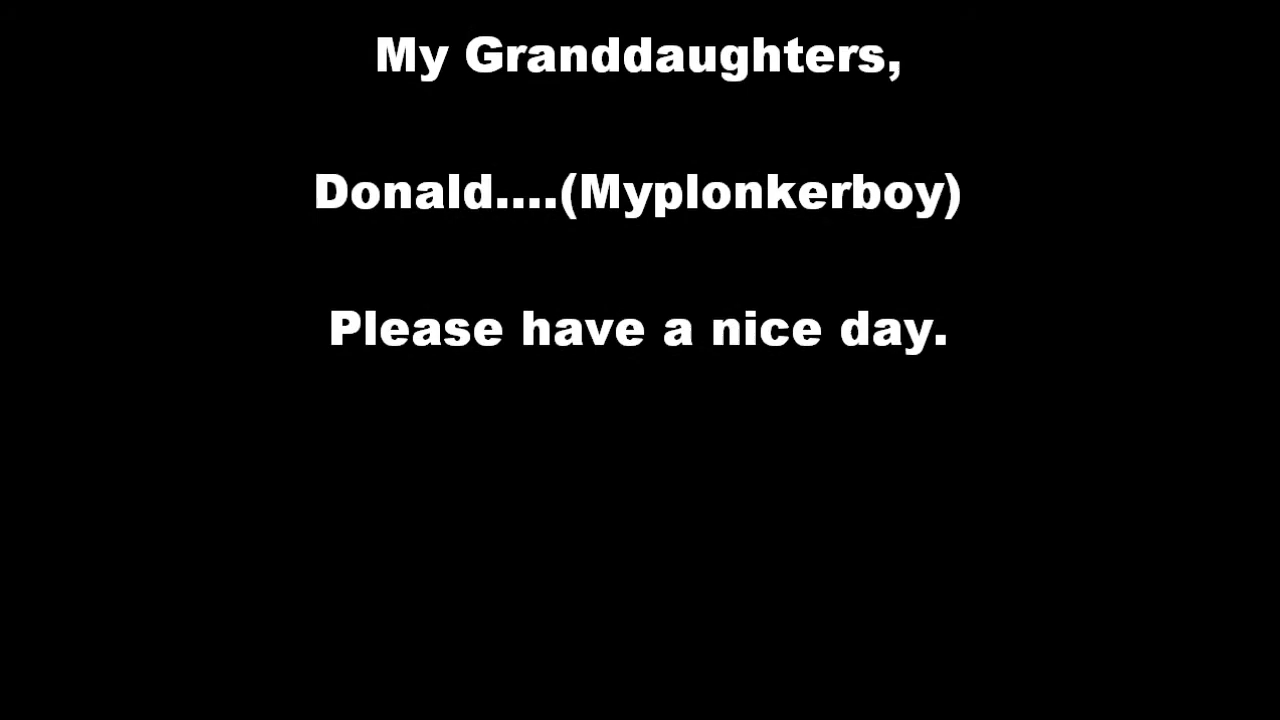 My Granddaughters,
Donald....(Myplonkerboy)
Please have a nice day.